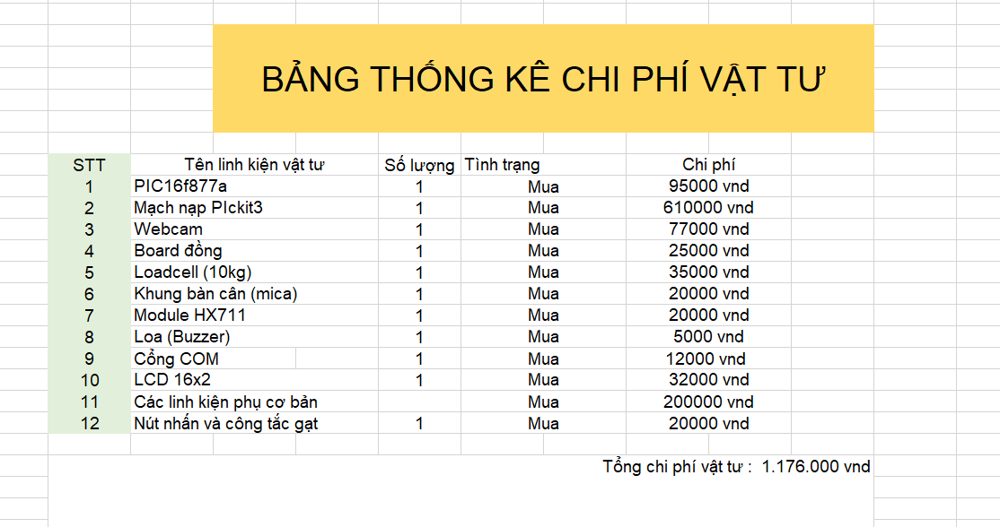 BẢNG THỐNG KÊ CHI PHÍ VẬT TƯ
STT Tên linh kiện vật tư Số lượng Tình trạng Chi phí
1 PIC16f877a 1 Mua 95000 vnd
2 Mạch nạp PIckit3 1 Mua 610000 vnd
3 Webcam 1 Mua 77000 vnd
4 Board đồng 1 Mua 25000 vnd
5 Loadcell (10kg) 1 Mua 35000 vnd
6 Khung bàn cân (mica) 1 Mua 20000 vnd
7 Module HX711 1 Mua 20000 vnd
8 Loa (Buzzer) 1 Mua 5000 vnd
9 Cổng COM 1 Mua 12000 vnd
10 LCD 16x2 1 Mua 32000 vnd
11 Các linh kiện phụ cơ bản Mua 200000 vnd
12 Nút nhấn và công tắc gạt 1 Mua 20000 vnd
Tổng chi phí vật tư : 1.176.000 vnd